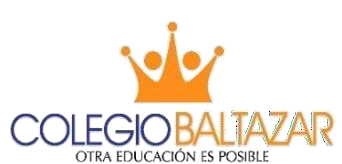 COLEGIO BALTAZAR
OTRA EDUCACIÓN ES POSIBLE